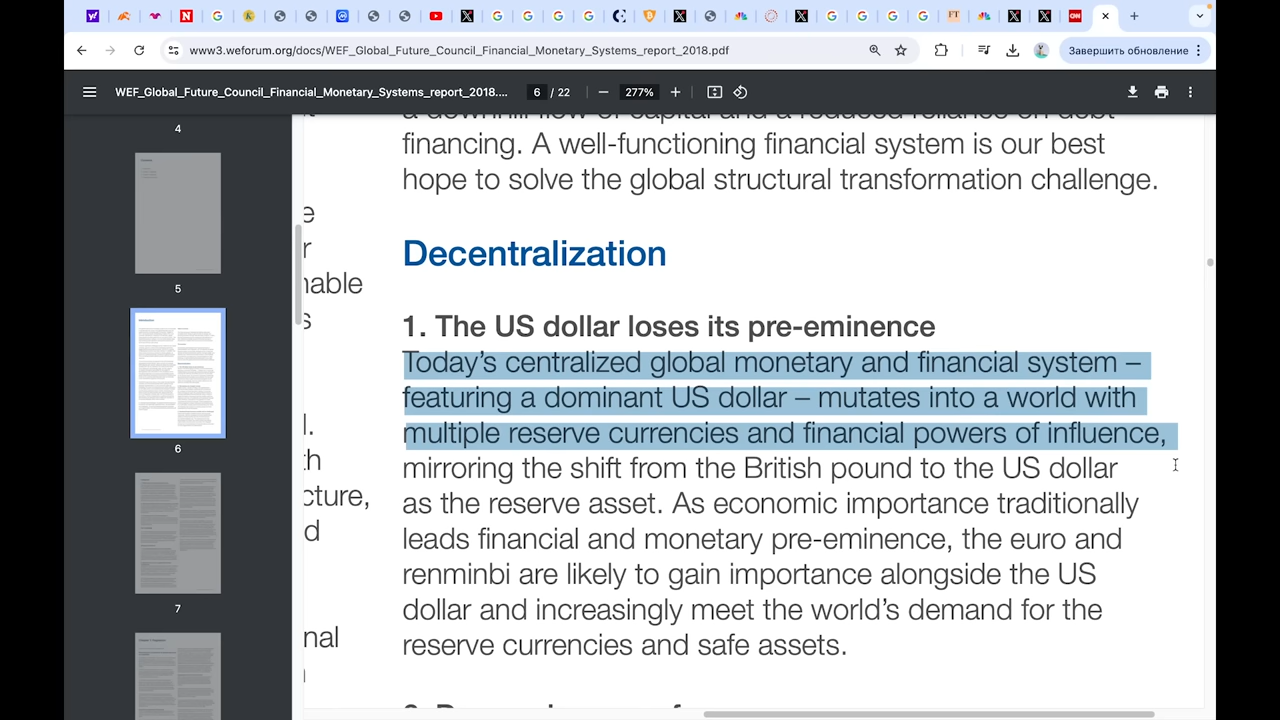 www3.weforum.org/docs/WEF_Global_Future_Council_Financial_Monetary_Systems_report_2018.pdf
Завершить обновление
WEF_Global_Future_Council_Financial_Monetary_Systems_report_2018....
6 / 22
277%
4
5
6
7
e
r
nable
s
l.
th
cture,
d
nal
financing. A well-functioning financial system is our best
hope to solve the global structural transformation challenge.
Decentralization
1. The US dollar loses its pre-eminence
Today's centralized global monetary and financial system –
featuring a dominant US dollar – mutates into a world with
multiple reserve currencies and financial powers of influence,
mirroring the shift from the British pound to the US dollar
as the reserve asset. As economic importance traditionally
leads financial and monetary pre-eminence, the euro and
renminbi are likely to gain importance alongside the US
dollar and increasingly meet the world's demand for the
reserve currencies and safe assets.